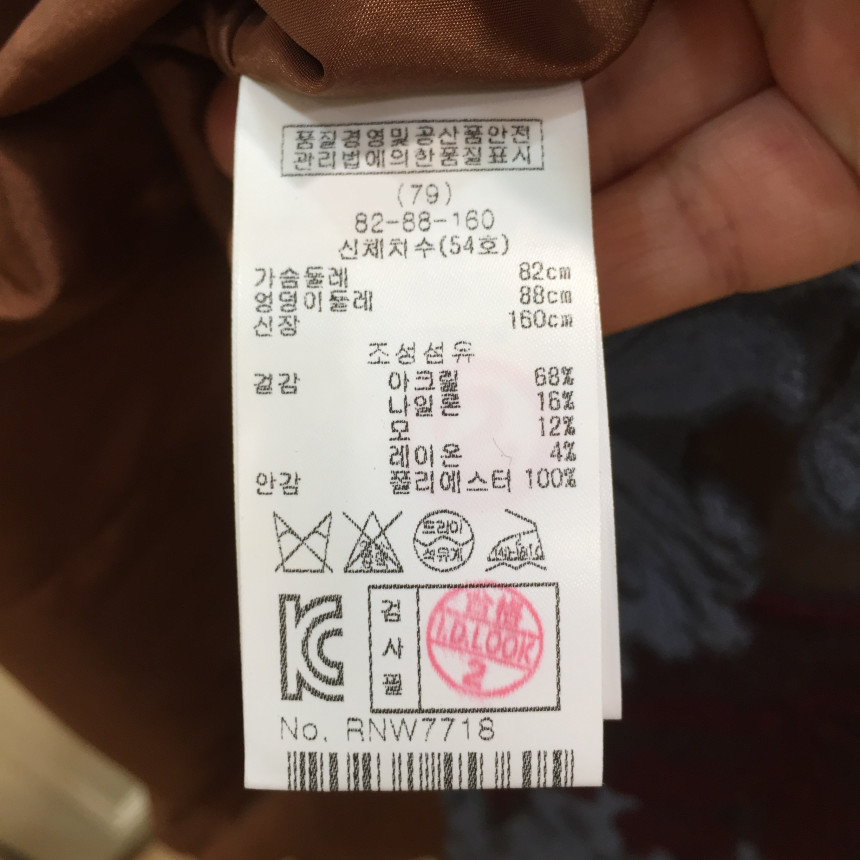 품질경영및공산품안전
관리법에의한품질표시
(79)
82-88-160
신체치수(54호)
가슴둘레 82cm
엉덩이둘레 88cm
신장 160cm
조성섬유
겉감 아크릴 68%
나일론 16%
모 12%
레이온 4%
안감 폴리에스터 100%
드라이
석유계
검
사
필
I.D.LOOK
2
No. RNW7718